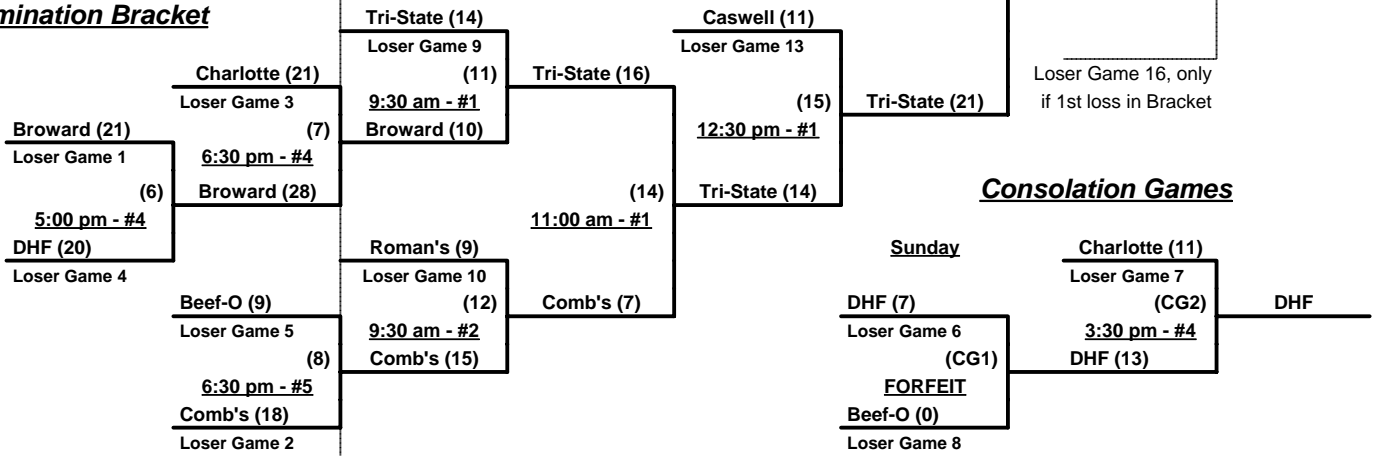 mination Bracket
Tri-State (14)
Loser Game 9
Caswell (11)
Loser Game 13
Charlotte (21)
Loser Game 3
(11)
9:30 am - #1
Tri-State (16)
(15)
12:30 pm - #1
Tri-State (21)
Loser Game 16, only
if 1st loss in Bracket
Broward (21)
Loser Game 1
(7)
6:30 pm - #4
Broward (10)
(6)
5:00 pm - #4
Broward (28)
(14)
11:00 am - #1
Tri-State (14)
DHF (20)
Loser Game 4
Roman's (9)
Loser Game 10
Beef-O (9)
Loser Game 5
(12)
9:30 am - #2
Comb's (7)
(8)
6:30 pm - #5
Comb's (15)
Comb's (18)
Loser Game 2
Consolation Games
Sunday
Charlotte (11)
Loser Game 7
DHF (7)
Loser Game 6
(CG2)
3:30 pm - #4
DHF
(CG1)
FORFEIT
DHF (13)
Beef-O (0)
Loser Game 8